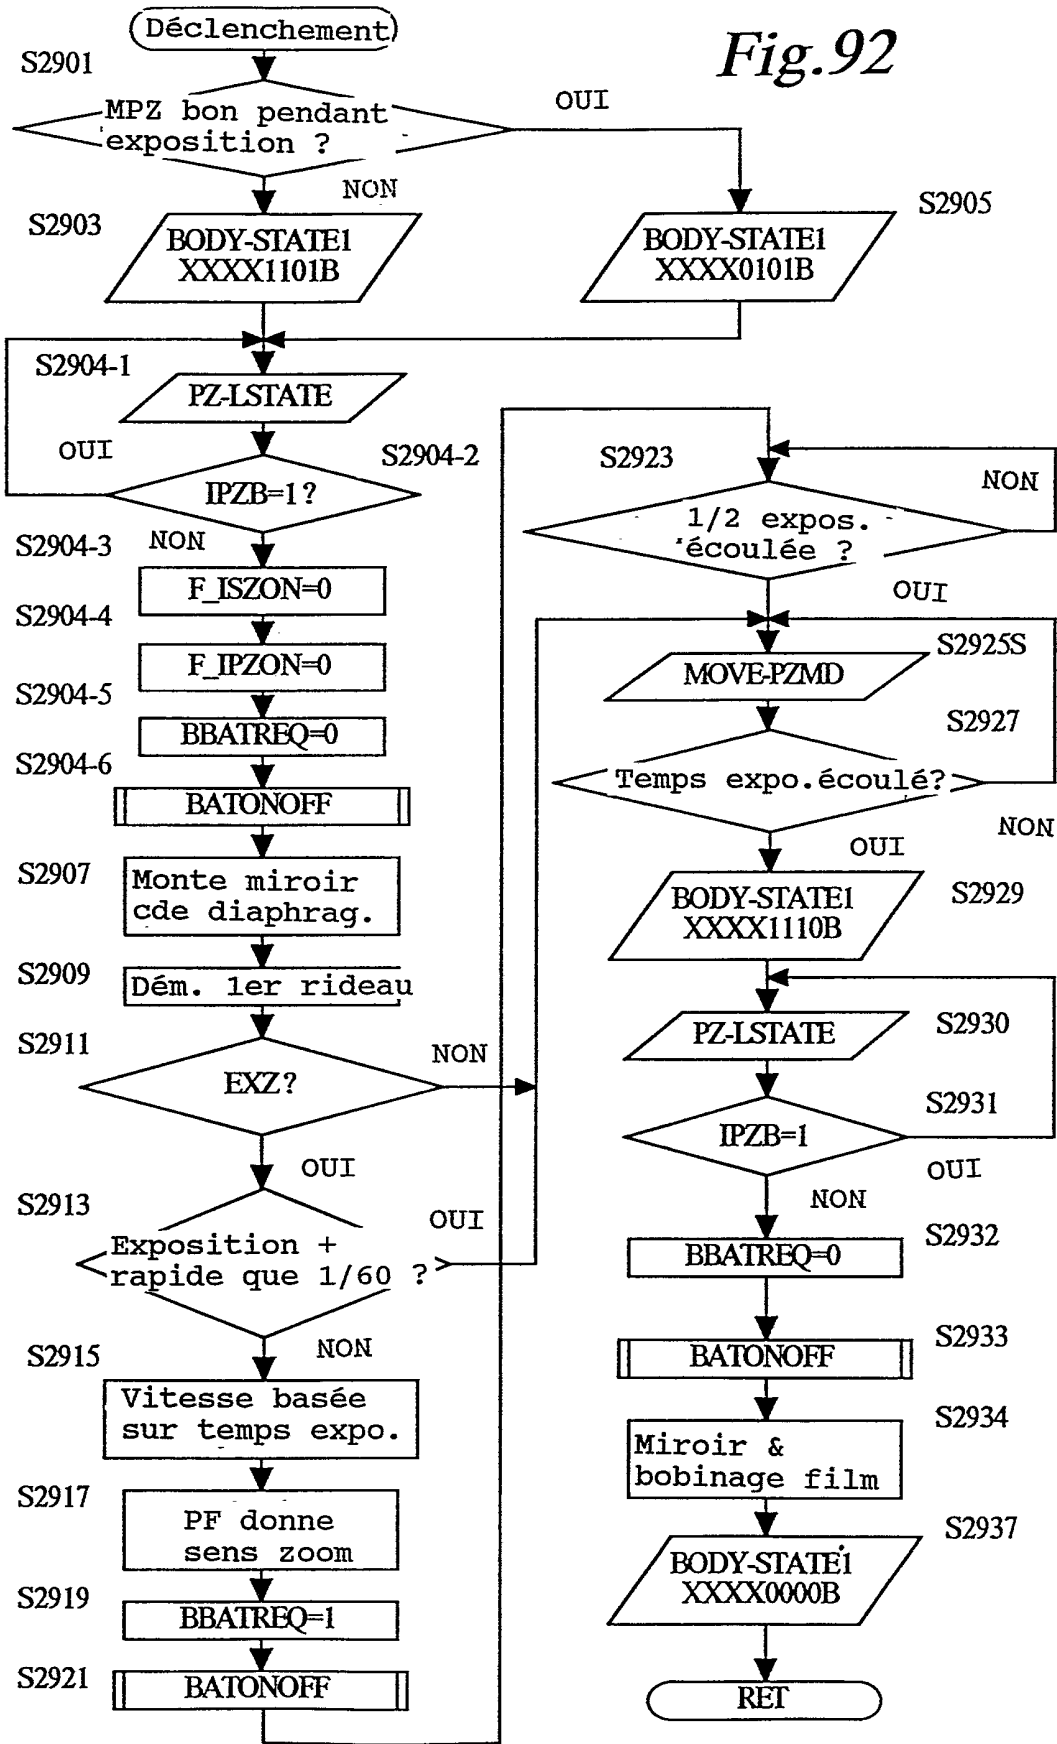 Fig.92
Déclenchement
S2901
MPZ bon pendant
exposition ?
OUI
NON
S2903
BODY-STATE1
XXXX1101B
S2905
BODY-STATE1
XXXX0101B
S2904-1
PZ-LSTATE
OUI
S2904-2
IPZB=1?
NON
S2904-3
F_ISZON=0
S2904-4
F_IPZON=0
S2904-5
BBATREQ=0
S2904-6
BATONOFF
S2907
Monte miroir
cde diaphrag.
S2909
Dém. 1er rideau
S2911
EXZ?
NON
OUI
S2913
Exposition +
rapide que 1/60 ?
OUI
NON
S2915
Vitesse basée
sur temps expo.
S2917
PF donne
sens zoom
S2919
BBATREQ=1
S2921
BATONOFF
S2923
1/2 expos.
écoulée ?
NON
OUI
S2925S
MOVE-PZMD
S2927
Temps expo.écoulé?
NON
OUI
S2929
BODY-STATE1
XXXX1110B
S2930
PZ-LSTATE
S2931
IPZB=1
OUI
NON
S2932
BBATREQ=0
S2933
BATONOFF
S2934
Miroir &
bobinage film
S2937
BODY-STATE1
XXXX0000B
RET